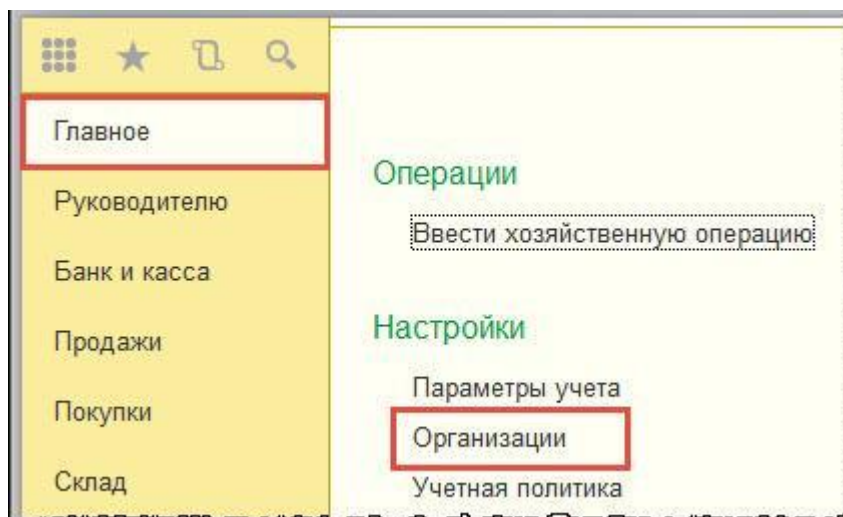 Главное
Руководителю
Банк и касса
Продажи
Покупки
Склад
Операции
Ввести хозяйственную операцию
Настройки
Параметры учета
Организации
Учетная политика